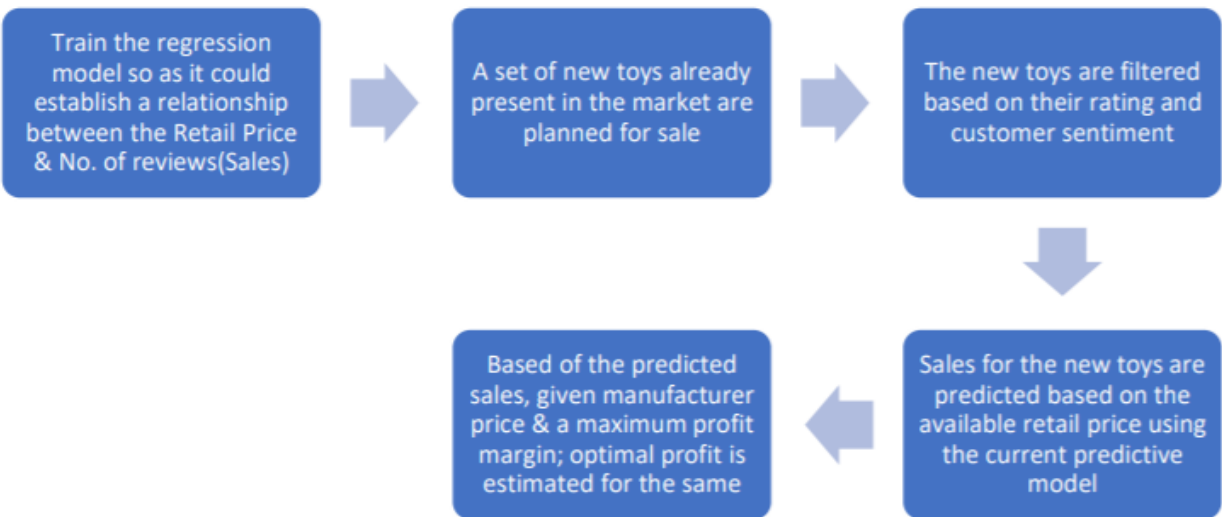 Train the regression
model so as it could
establish a relationship
between the Retail Price
& No. of reviews(Sales)
A set of new toys already
present in the market are
planned for sale
The new toys are filtered
based on their rating and
customer sentiment
Sales for the new toys are
predicted based on the
available retail price using
the current predictive
model
Based of the predicted
sales, given manufacturer
price & a maximum profit
margin; optimal profit is
estimated for the same